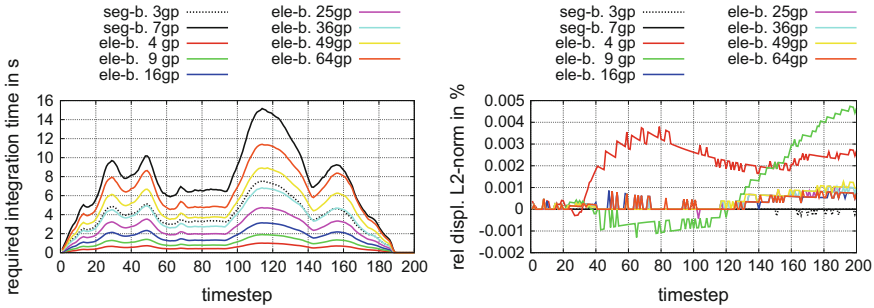 seg-b. 3gp
seg-b. 7gp
ele-b. 4 gp
ele-b. 9 gp
ele-b. 16gp
ele-b. 25gp
ele-b. 36gp
ele-b. 49gp
ele-b. 64gp
required integration time in s
16
14
12
10
8
6
4
2
0
0 20 40 60 80 100 120 140 160 180 200
timestep
seg-b. 3gp
seg-b. 7gp
ele-b. 4 gp
ele-b. 9 gp
ele-b. 16gp
ele-b. 25gp
ele-b. 36gp
ele-b. 49gp
ele-b. 64gp
rel displ. L2-norm in %
0.005
0.004
0.003
0.002
0.001
0
-0.001
-0.002
0 20 40 60 80 100 120 140 160 180 200
timestep